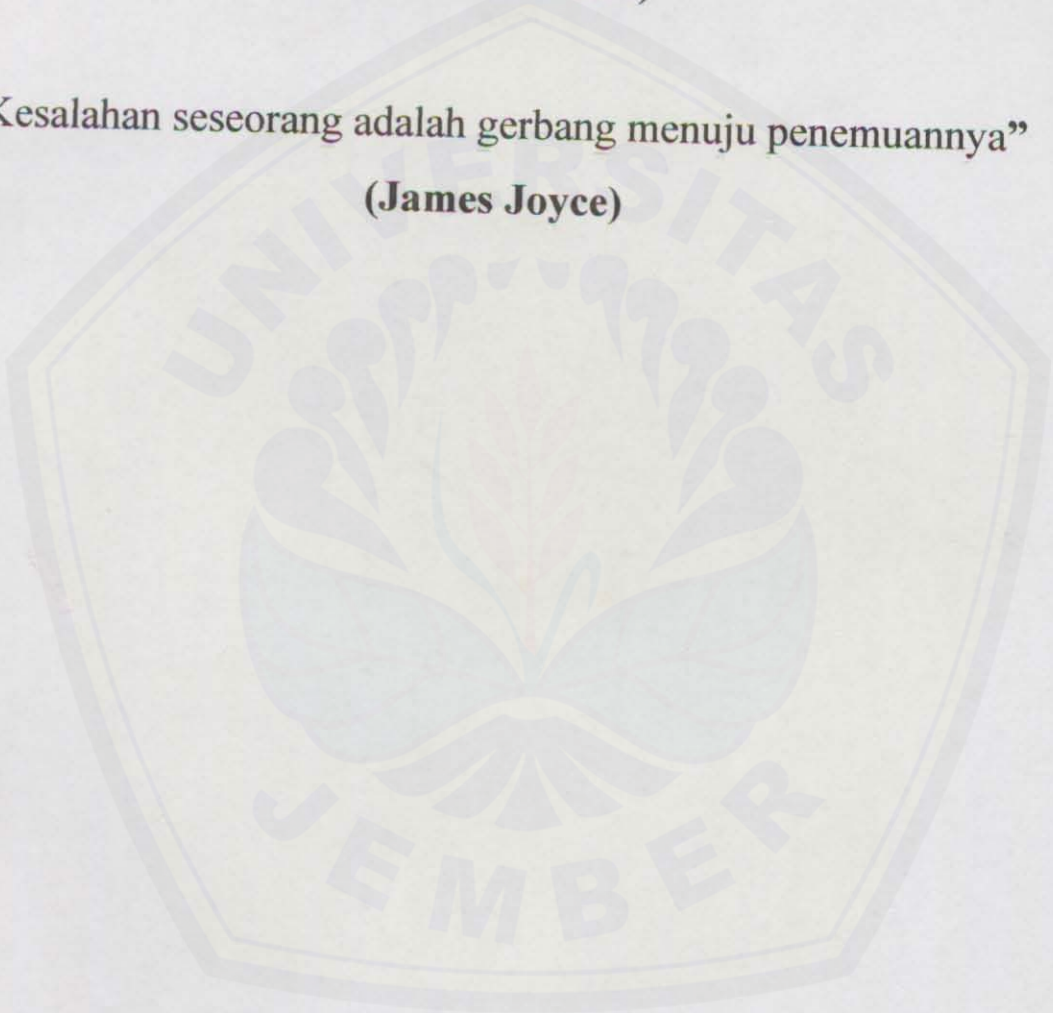 Kesalahan seseorang adalah gerbang menuju penemuannya”
(James Joyce)
UNIVERSITAS
JEMBER